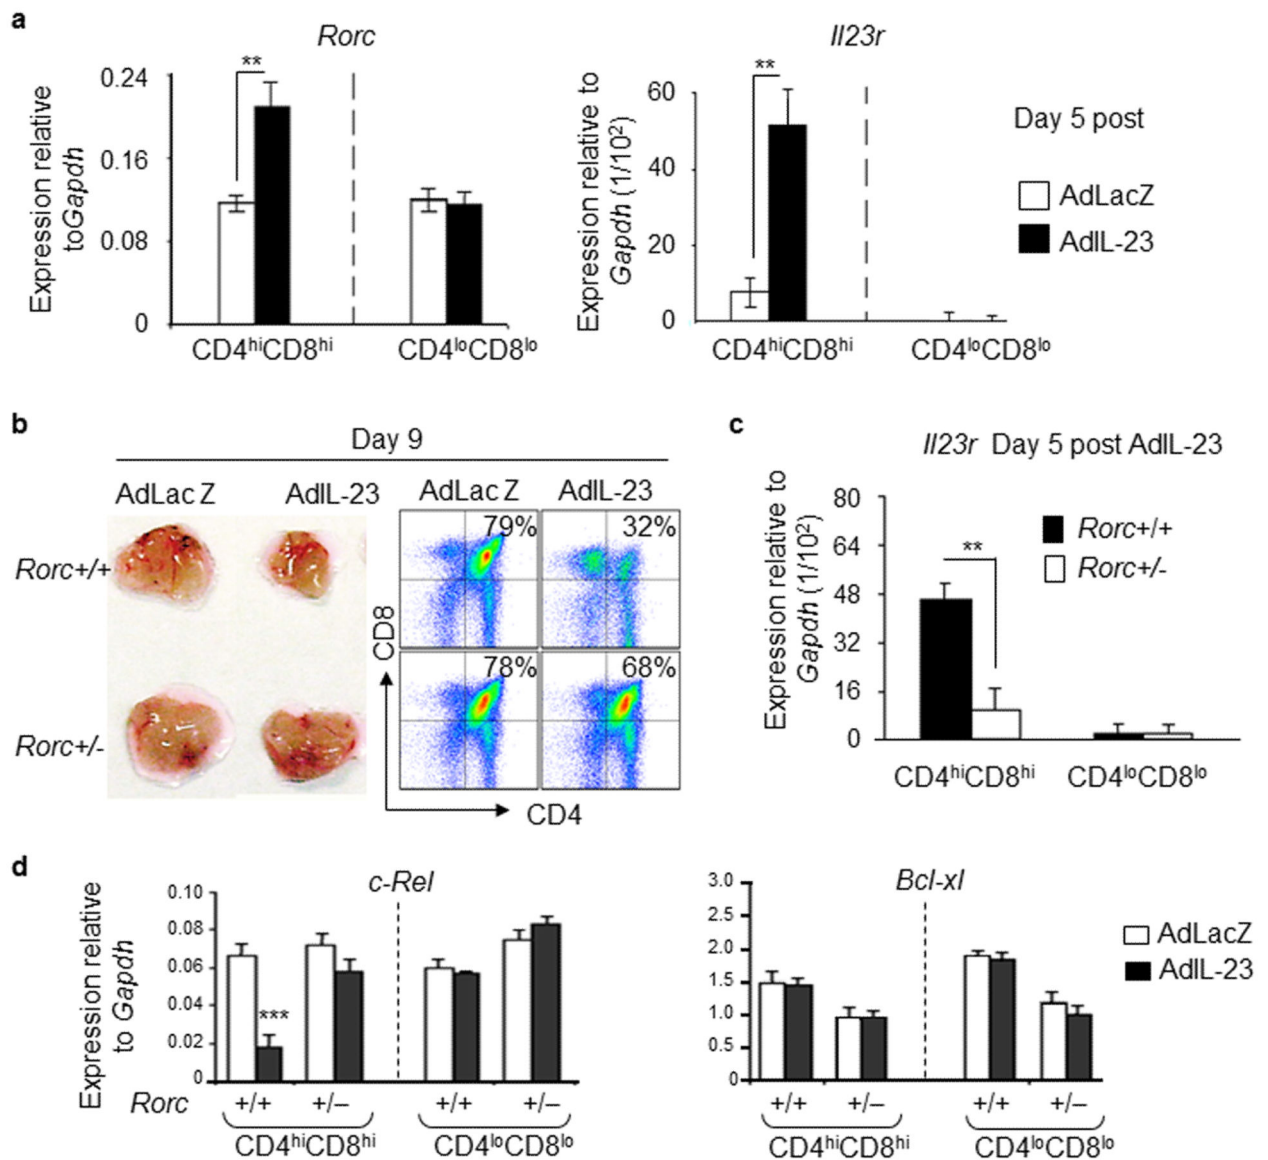 a
Rorc
Il23r
**
**
0.24
0.16
0.08
0
Expression relative
toGapdh
60
40
20
0
Expression relative to
Gapdh (1/10²)
Day 5 post
AdLacZ
AdIL-23
CD4ʰⁱCD8ʰⁱ
CD4ˡᵒCD8ˡᵒ
CD4ʰⁱCD8ʰⁱ
CD4ˡᵒCD8ˡᵒ
b
Day 9
AdLac Z
AdIL-23
AdLac Z
AdIL-23
Rorc+/+
79%
32%
Rorc+/-
78%
68%
CD8
CD4
c
Il23r Day 5 post AdIL-23
Expression relative to
Gapdh (1/10²)
80
64
48
32
16
0
**
Rorc+/+
Rorc+/-
CD4ʰⁱCD8ʰⁱ
CD4ˡᵒCD8ˡᵒ
d
c-Rel
Expression relative
to Gapdh
0.10
0.08
0.06
0.04
0.02
0
***
Rorc
+/+
+/–
+/+
+/–
CD4ʰⁱCD8ʰⁱ
CD4ˡᵒCD8ˡᵒ
Bcl-xl
3.0
2.5
2.0
1.5
1.0
0.5
0
+/+
+/–
+/+
+/–
CD4ʰⁱCD8ʰⁱ
CD4ˡᵒCD8ˡᵒ
AdLacZ
AdIL-23